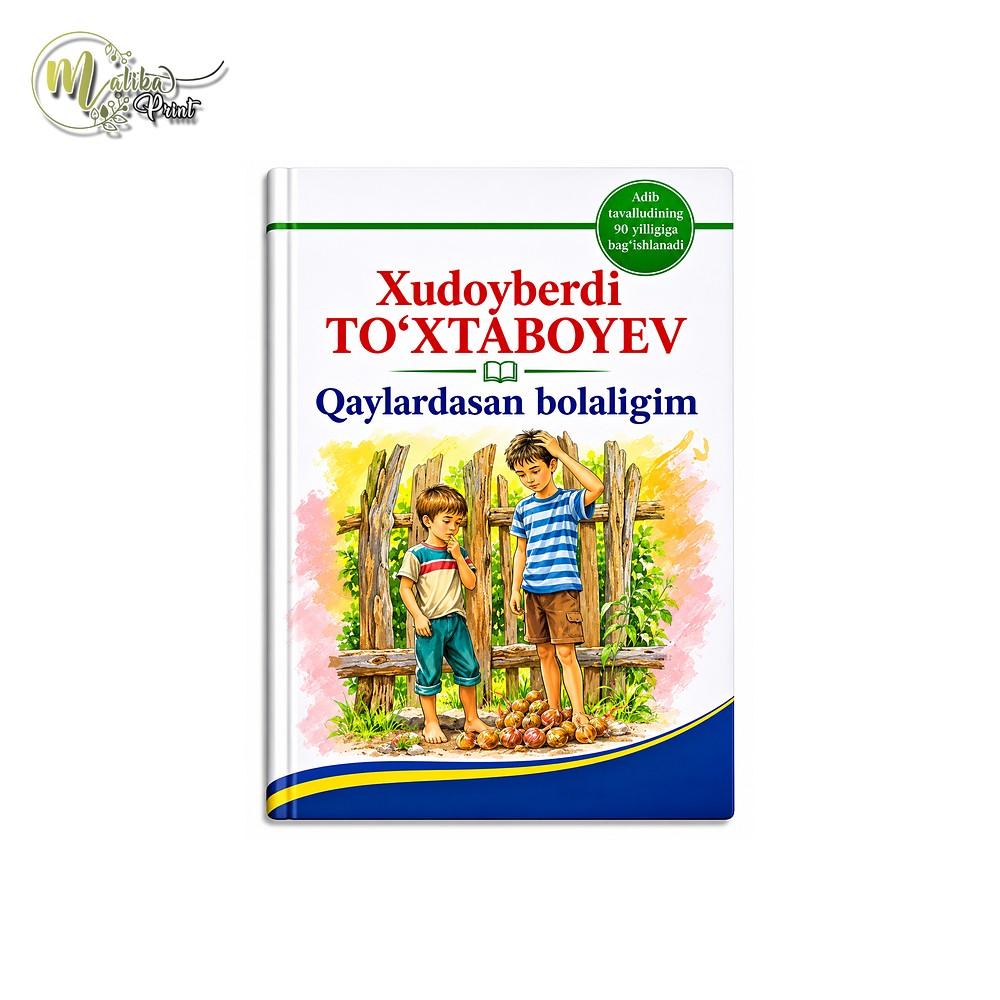 Malika
Print
Adib
tavalludining
90 yilligiga
bag‘ishlanadi
Xudoyberdi
TO‘XTABOYEV
Qaylardasan bolaligim